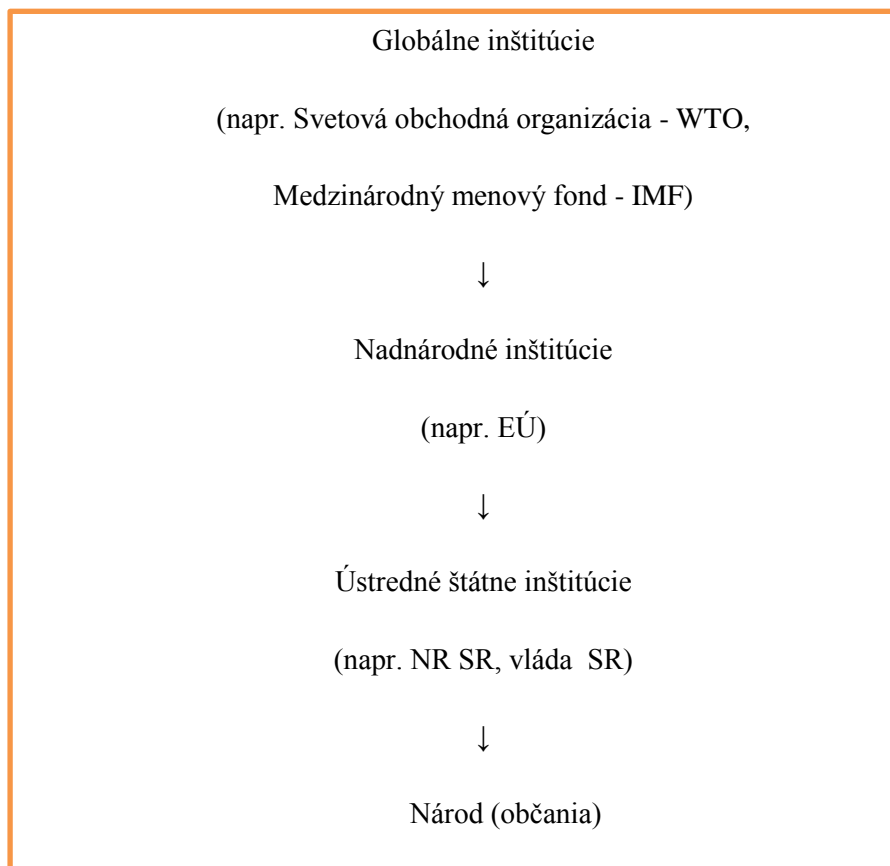 Globálne inštitúcie
(napr. Svetová obchodná organizácia - WTO,
Medzinárodný menový fond - IMF)
↓
Nadnárodné inštitúcie
(napr. EÚ)
↓
Ústredné štátne inštitúcie
(napr. NR SR, vláda  SR)
↓
Národ (občania)